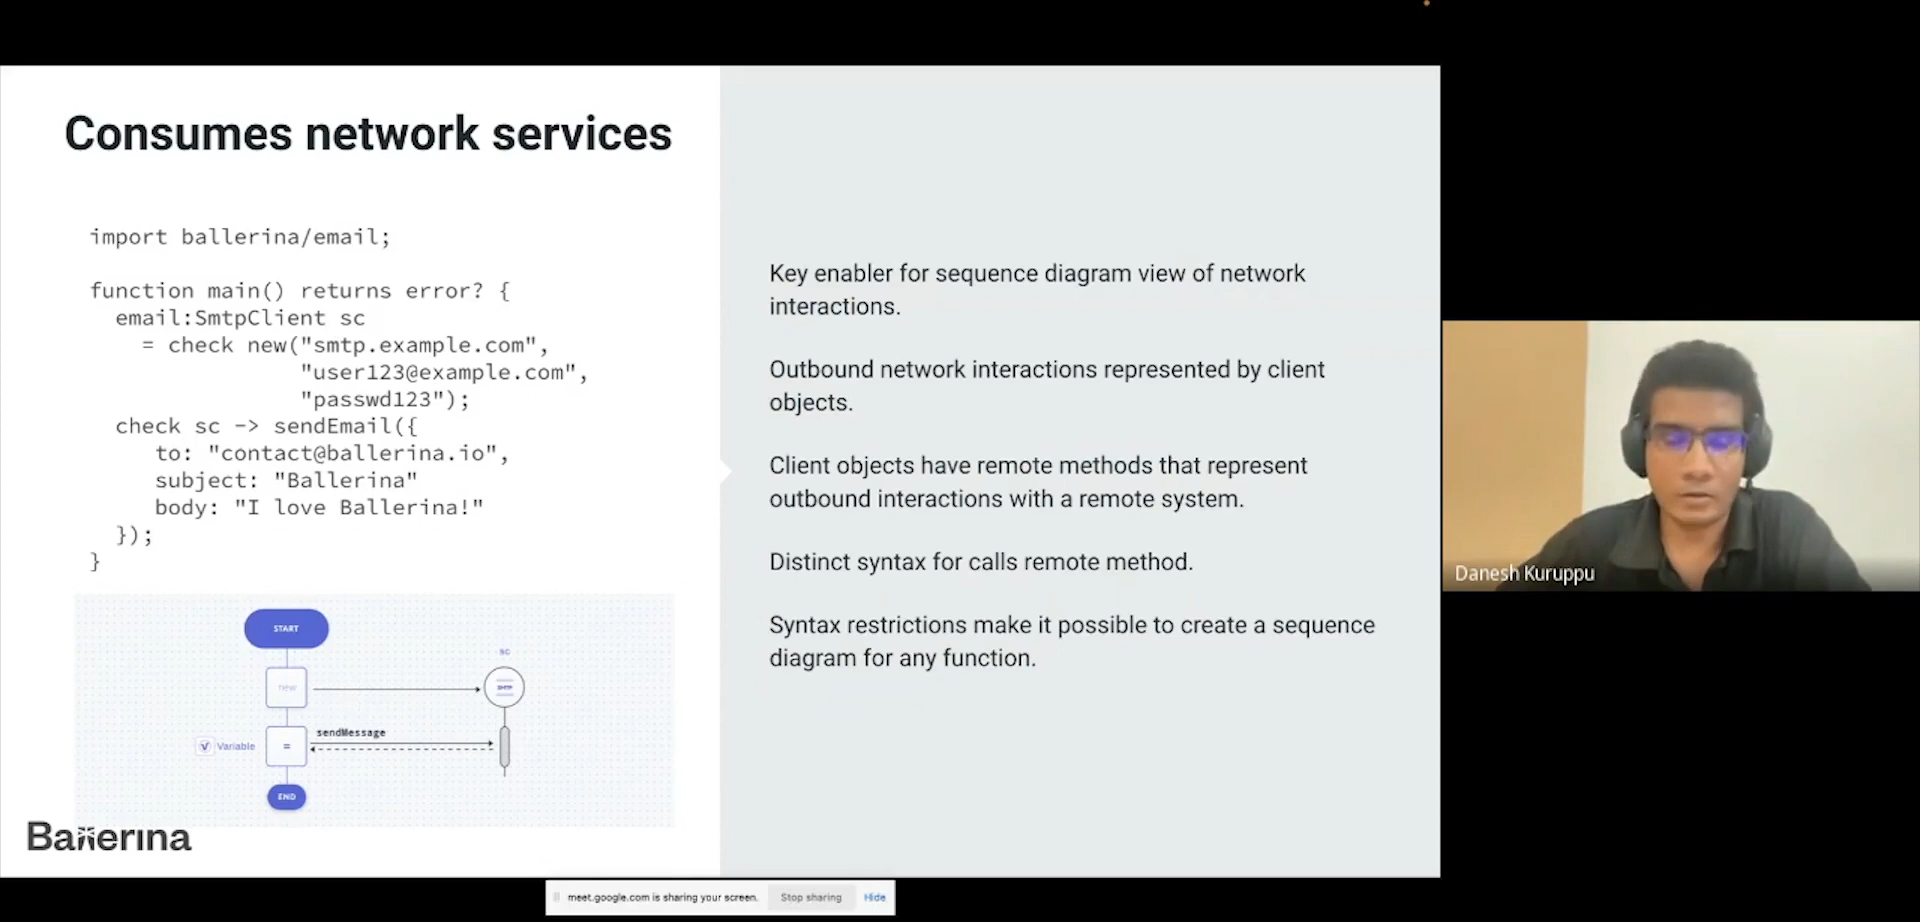 Consumes network services
import ballerina/email;
function main() returns error? {
email:SmtpClient sc
= check new("smtp.example.com",
"user123@example.com",
"passwd123");
check sc -> sendEmail({
to: "contact@ballerina.io",
subject: "Ballerina"
body: "I love Ballerina!"
});
}
START
new
sc
SMTP
sendMessage
Variable
=
END
Ballerina
Key enabler for sequence diagram view of network
interactions.
Outbound network interactions represented by client
objects.
Client objects have remote methods that represent
outbound interactions with a remote system.
Distinct syntax for calls remote method.
Syntax restrictions make it possible to create a sequence
diagram for any function.
Danesh Kuruppu
meet.google.com is sharing your screen.
Stop sharing
Hide